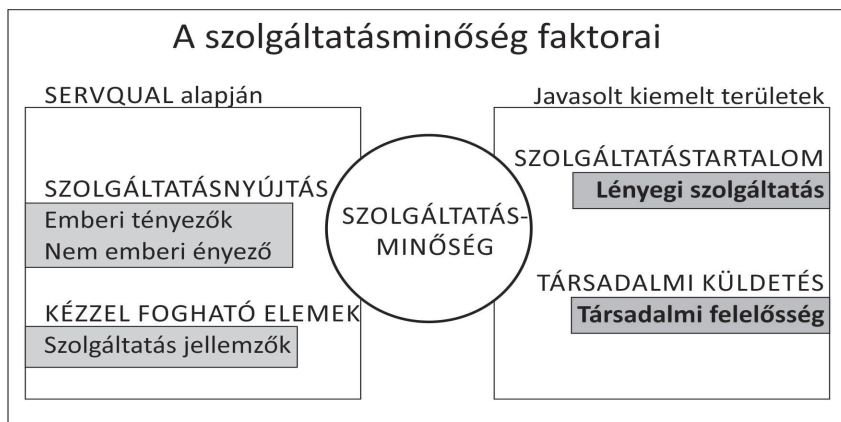 A szolgáltatásminőség faktorai
SERVQUAL alapján
SZOLGÁLTATÁSNYÚJTÁS
Emberi tényezők
Nem emberi ényező
KÉZZEL FOGHATÓ ELEMEK
Szolgáltatás jellemzők
SZOLGÁLTATÁS-
MINŐSÉG
Javasolt kiemelt területek
SZOLGÁLTATÁSTARTALOM
Lényegi szolgáltatás
TÁRSADALMI KÜLDETÉS
Társadalmi felelősség